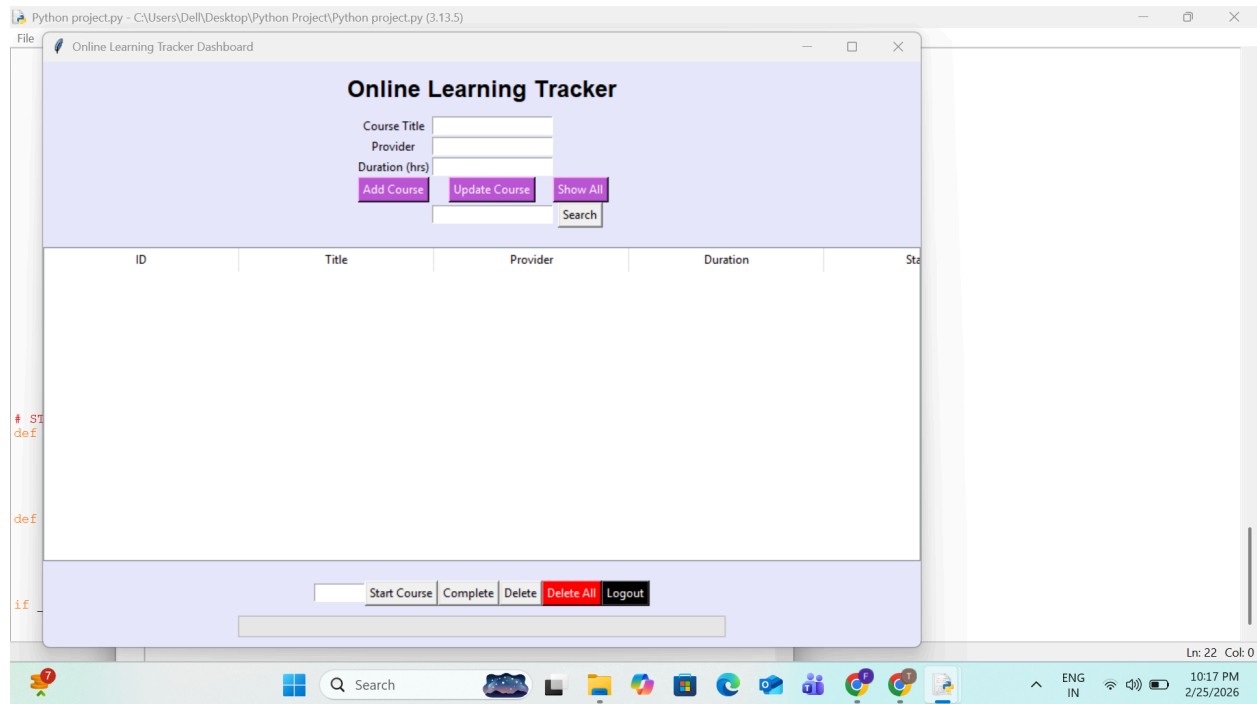 Python project.py - C:\Users\Dell\Desktop\Python Project\Python project.py (3.13.5)
File
Online Learning Tracker Dashboard
Online Learning Tracker
Course Title
Provider
Duration (hrs)
Add Course Update Course Show All
Search
ID Title Provider Duration Sta
# ST
def
def
if _
Start Course Complete Delete Delete All Logout
Ln: 22 Col: 0
7
Search
F
T
ENG
IN
10:17 PM
2/25/2026